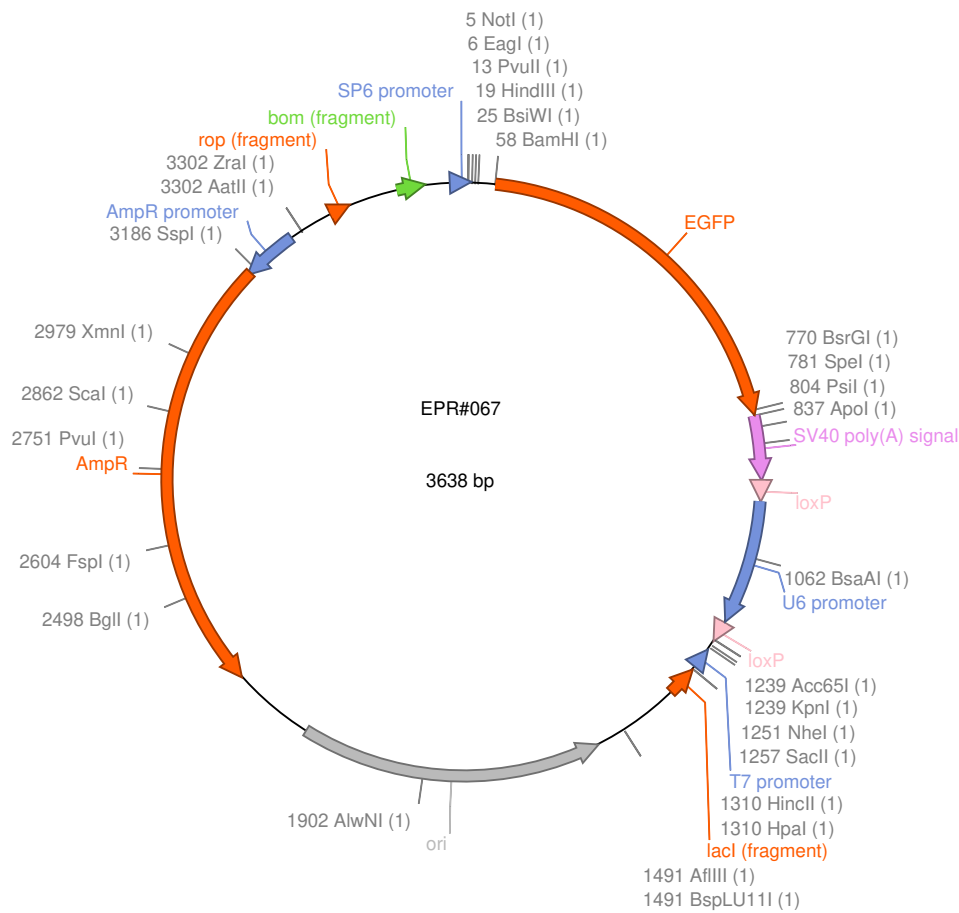 5 NotI (1)
6 EagI (1)
13 PvuII (1)
SP6 promoter
19 HindIII (1)
bom (fragment)
25 BsiWI (1)
rop (fragment)
58 BamHI (1)
3302 ZraI (1)
3302 AatII (1)
AmpR promoter
3186 SspI (1)
EGFP
2979 XmnI (1)
770 BsrGI (1)
781 SpeI (1)
804 PsiI (1)
837 ApoI (1)
2862 ScaI (1)
EPR#067
2751 PvuI (1)
SV40 poly(A) signal
AmpR
3638 bp
loxP
2604 FspI (1)
1062 BsaAI (1)
U6 promoter
2498 BglI (1)
loxP
1239 Acc65I (1)
1239 KpnI (1)
1251 NheI (1)
1257 SacII (1)
T7 promoter
1310 HincII (1)
1902 AlwNI (1)
1310 HpaI (1)
ori
lacI (fragment)
1491 AflIII (1)
1491 BspLU11I (1)